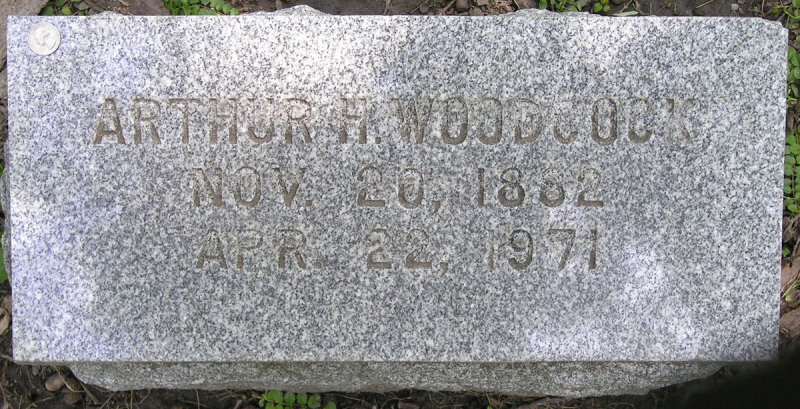 ARTHUR H. WOODCOCK
NOV. 20, 1882
APR. 22, 1971